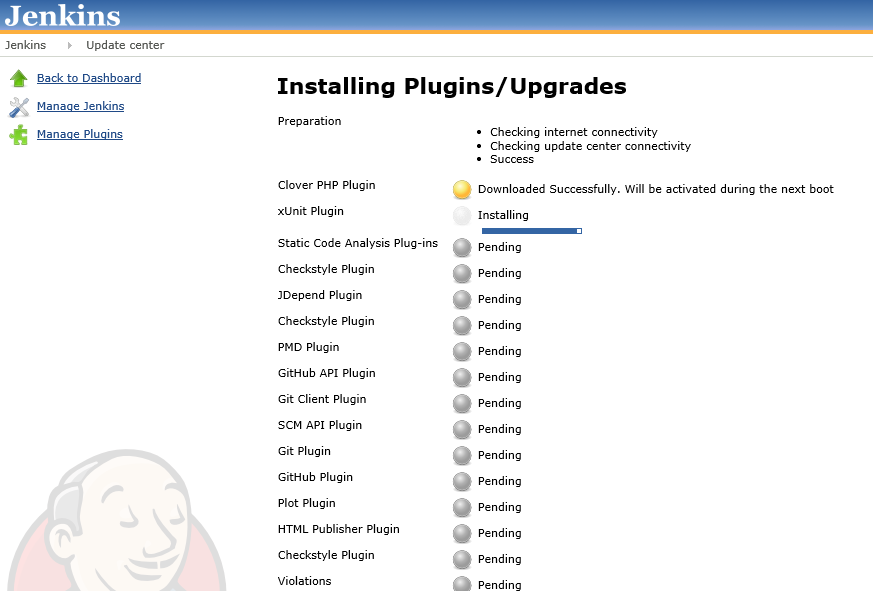 Jenkins
Jenkins Update center
Back to Dashboard
Manage Jenkins
Manage Plugins
Installing Plugins/Upgrades
Preparation
Checking internet connectivity
Checking update center connectivity
Success
Clover PHP Plugin Downloaded Successfully. Will be activated during the next boot
xUnit Plugin Installing
Static Code Analysis Plug-ins Pending
Checkstyle Plugin Pending
JDepend Plugin Pending
Checkstyle Plugin Pending
PMD Plugin Pending
GitHub API Plugin Pending
Git Client Plugin Pending
SCM API Plugin Pending
Git Plugin Pending
GitHub Plugin Pending
Plot Plugin Pending
HTML Publisher Plugin Pending
Checkstyle Plugin Pending
Violations Pending